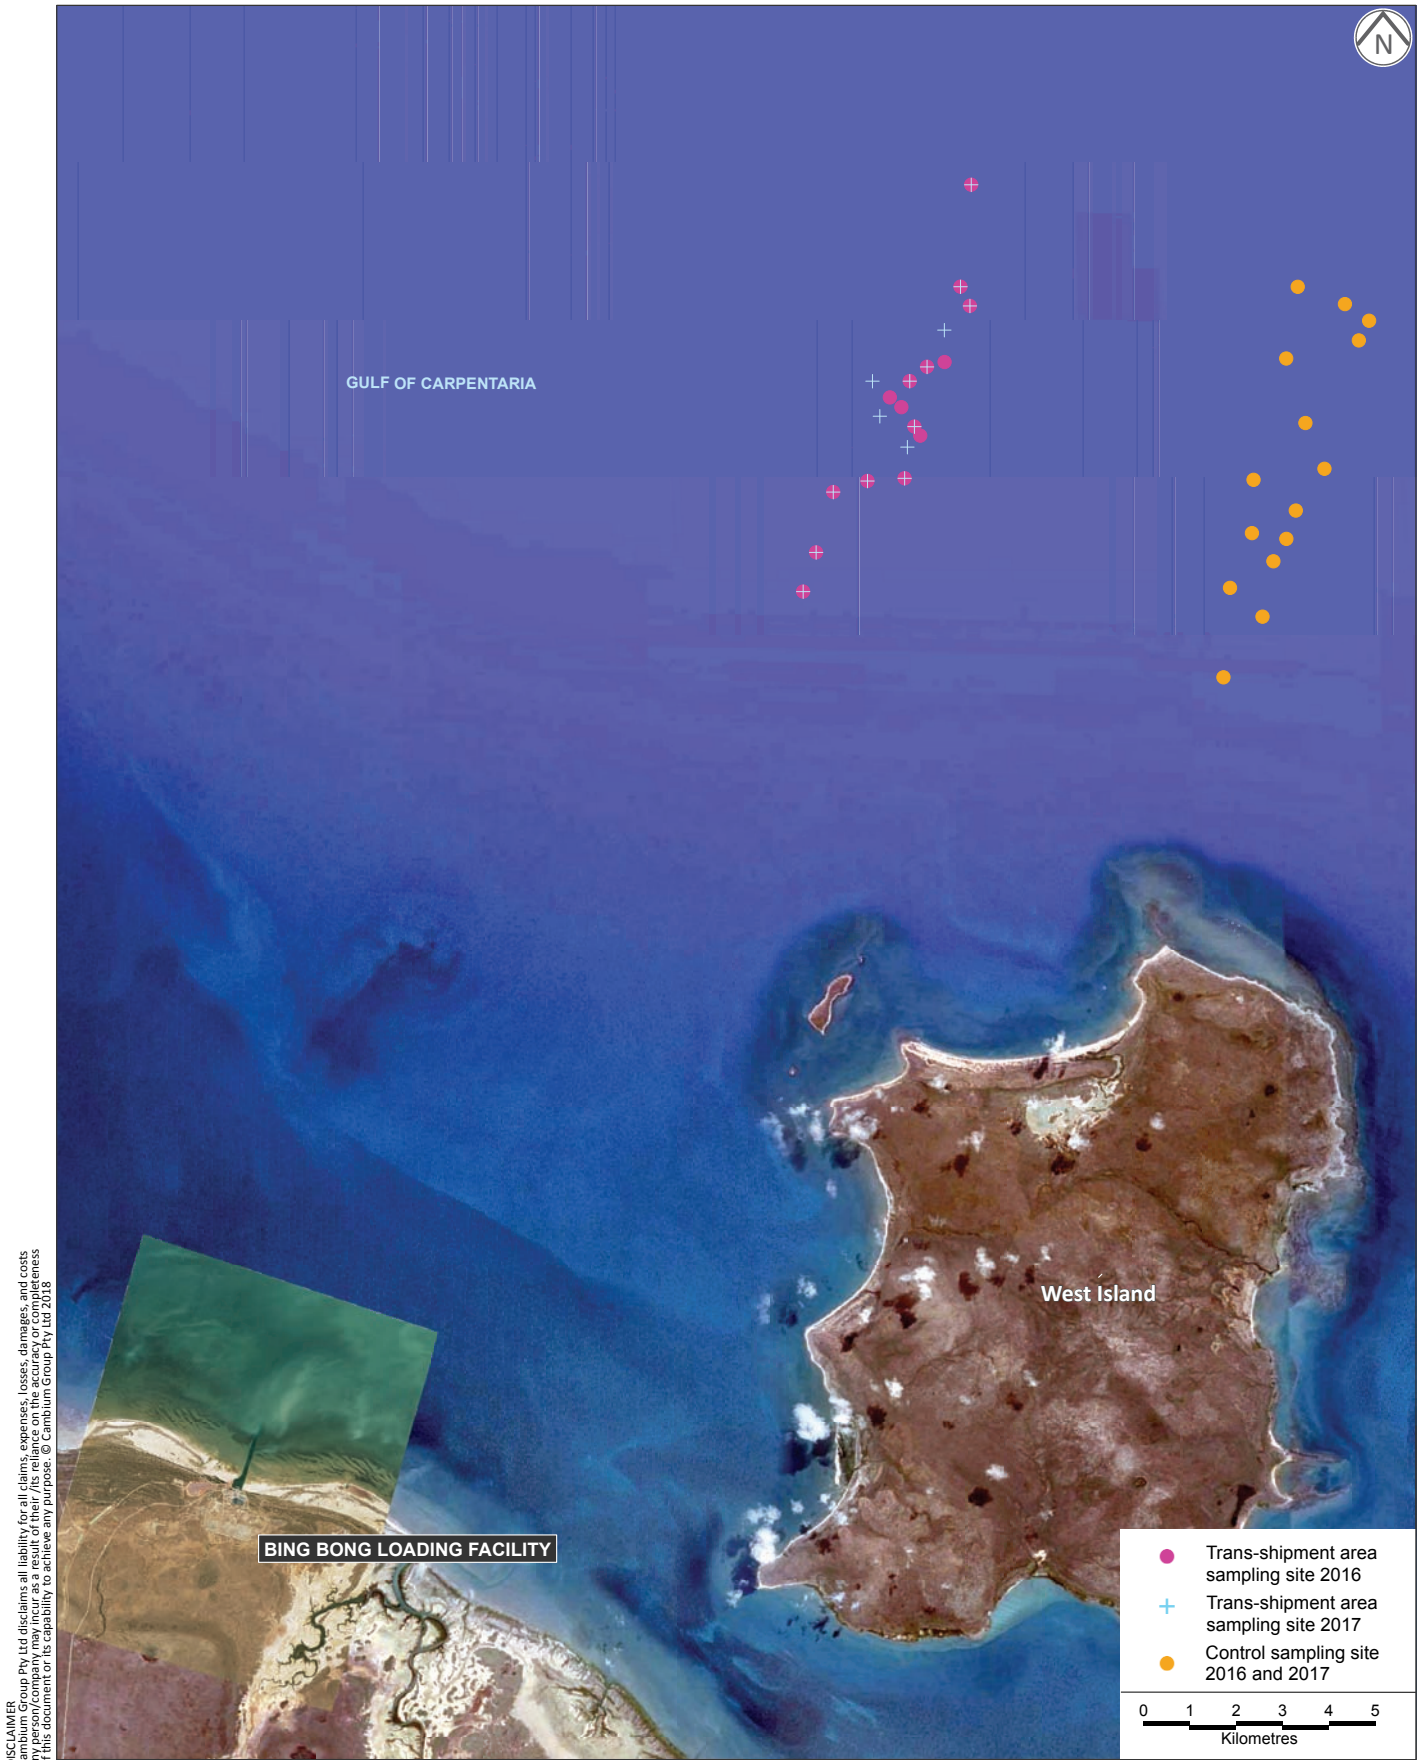 N
GULF OF CARPENTARIA
West Island
BING BONG LOADING FACILITY
Trans-shipment area
sampling site 2016
Trans-shipment area
sampling site 2017
Control sampling site
2016 and 2017
0 1 2 3 4 5
Kilometres
ISCLAIMER
ambium Group Pty Ltd disclaims all liability for all claims, expenses, losses, damages, and costs
ny person/company may incur as a result of their /its reliance on the accuracy or completeness
f this document or its capability to achieve any purpose. © Cambium Group Pty Ltd 2018